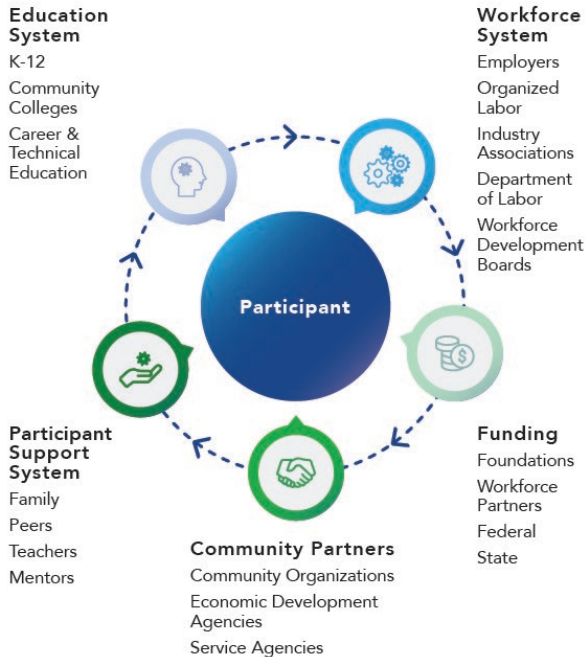 Education
System
K-12
Community
Colleges
Career &
Technical
Education
Workforce
System
Employers
Organized
Labor
Industry
Associations
Department
of Labor
Workforce
Development
Boards
Participant
$
Participant
Support
System
Family
Peers
Teachers
Mentors
Community Partners
Community Organizations
Economic Development
Agencies
Service Agencies
Funding
Foundations
Workforce
Partners
Federal
State